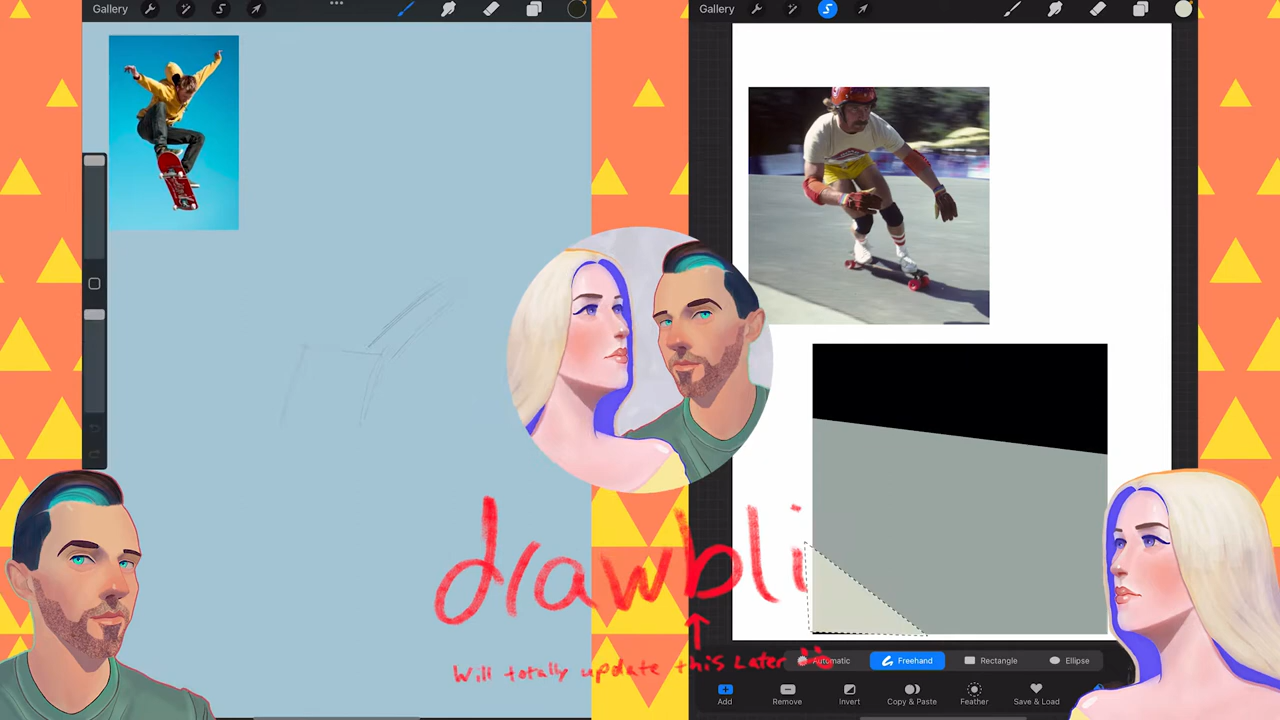 Gallery
Gallery
drawbli
Will totally update this Later
Automatic
Freehand
Rectangle
Ellipse
Add
Remove
Invert
Copy & Paste
Feather
Save & Load